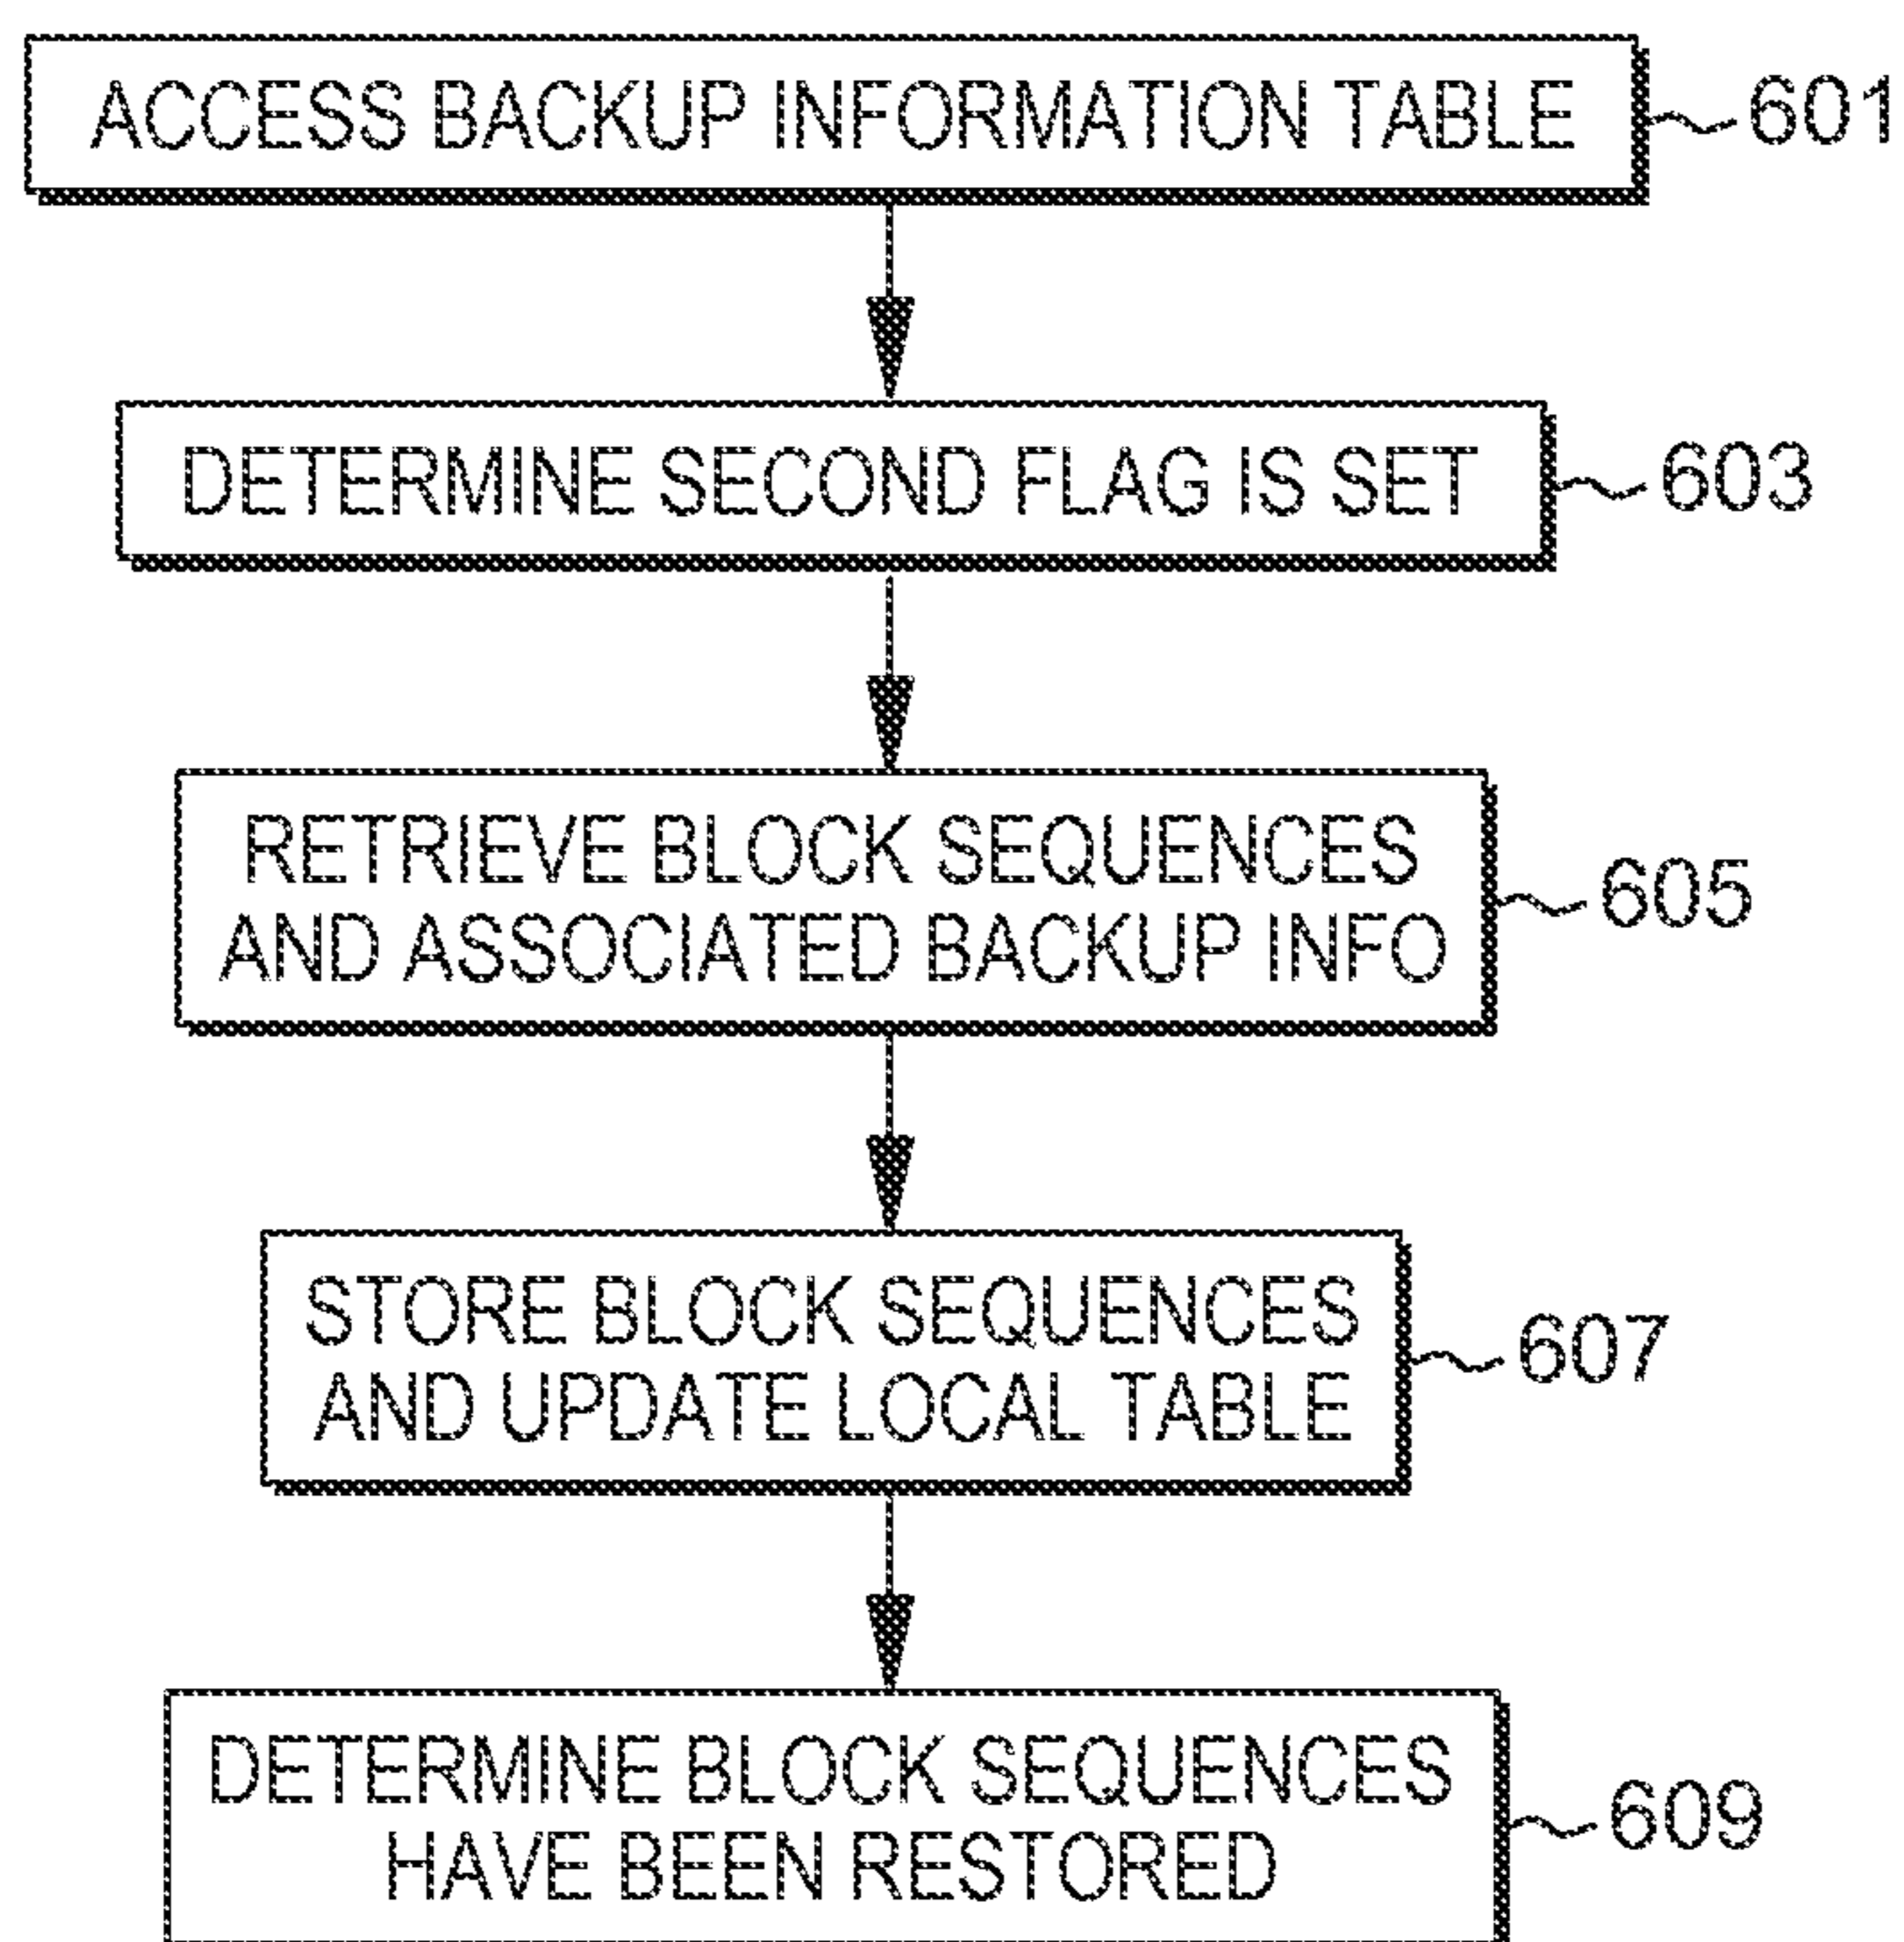 ACCESS BACKUP INFORMATION TABLE
601
DETERMINE SECOND FLAG IS SET
603
RETRIEVE BLOCK SEQUENCES
AND ASSOCIATED BACKUP INFO
605
STORE BLOCK SEQUENCES
AND UPDATE LOCAL TABLE
607
DETERMINE BLOCK SEQUENCES
HAVE BEEN RESTORED
609